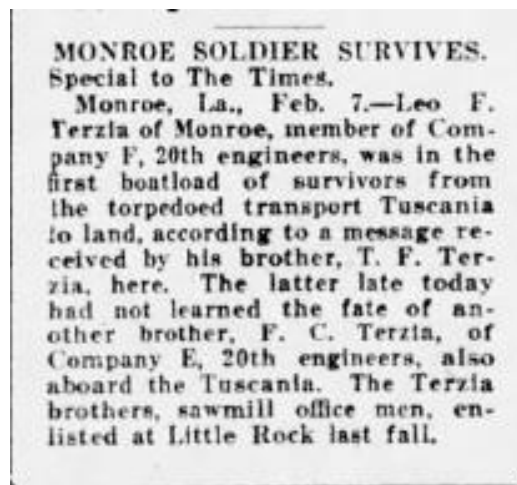 MONROE SOLDIER SURVIVES.
Special to The Times.
Monroe, La., Feb. 7.—Leo F.
Terzia of Monroe, member of Com-
pany F, 20th engineers, was in the
first boatload of survivors from
the torpedoed transport Tuscania
to land, according to a message re-
ceived by his brother, T. F. Ter-
zia, here. The latter late today
had not learned the fate of an-
other brother, F. C. Terzia, of
Company E, 20th engineers, also
aboard the Tuscania. The Terzia
brothers, sawmill office men, en-
listed at Little Rock last fall.